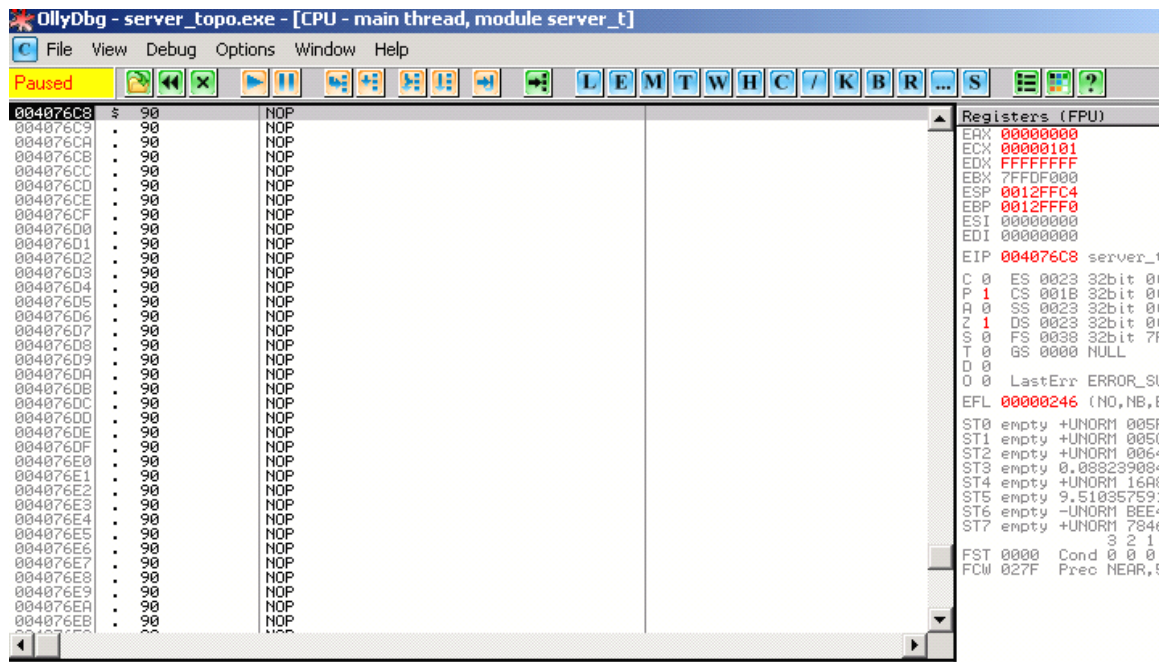 OllyDbg - server_topo.exe - [CPU - main thread, module server_t]
C File View Debug Options Window Help
Paused L E M T W H C / K B R ... S ?
004076C8 $ 90 NOP
004076C9 . 90 NOP
004076CA . 90 NOP
004076CB . 90 NOP
004076CC . 90 NOP
004076CD . 90 NOP
004076CE . 90 NOP
004076CF . 90 NOP
004076D0 . 90 NOP
004076D1 . 90 NOP
004076D2 . 90 NOP
004076D3 . 90 NOP
004076D4 . 90 NOP
004076D5 . 90 NOP
004076D6 . 90 NOP
004076D7 . 90 NOP
004076D8 . 90 NOP
004076D9 . 90 NOP
004076DA . 90 NOP
004076DB . 90 NOP
004076DC . 90 NOP
004076DD . 90 NOP
004076DE . 90 NOP
004076DF . 90 NOP
004076E0 . 90 NOP
004076E1 . 90 NOP
004076E2 . 90 NOP
004076E3 . 90 NOP
004076E4 . 90 NOP
004076E5 . 90 NOP
004076E6 . 90 NOP
004076E7 . 90 NOP
004076E8 . 90 NOP
004076E9 . 90 NOP
004076EA . 90 NOP
004076EB . 90 NOP
Registers (FPU)
EAX 00000000
ECX 00000101
EDX FFFFFFFF
EBX 7FFDF000
ESP 0012FFC4
EBP 0012FFF0
ESI 00000000
EDI 00000000
EIP 004076C8 server_t
C 0 ES 0023 32bit
P 1 CS 001B 32bit
A 0 SS 0023 32bit
Z 1 DS 0023 32bit
S 0 FS 0038 32bit
T 0 GS 0000 NULL
D 0
O 0 LastErr ERROR_SU
EFL 00000246 (NO,NB,
ST0 empty +UNORM
ST1 empty +UNORM
ST2 empty +UNORM 0064
ST3 empty 0.088239084
ST4 empty +UNORM 16A8
ST5 empty 9.51035759
ST6 empty -UNORM BEE4
ST7 empty +UNORM 7846
3 2 1
FST 0000 Cond 0 0 0
FCW 027F Prec NEAR,